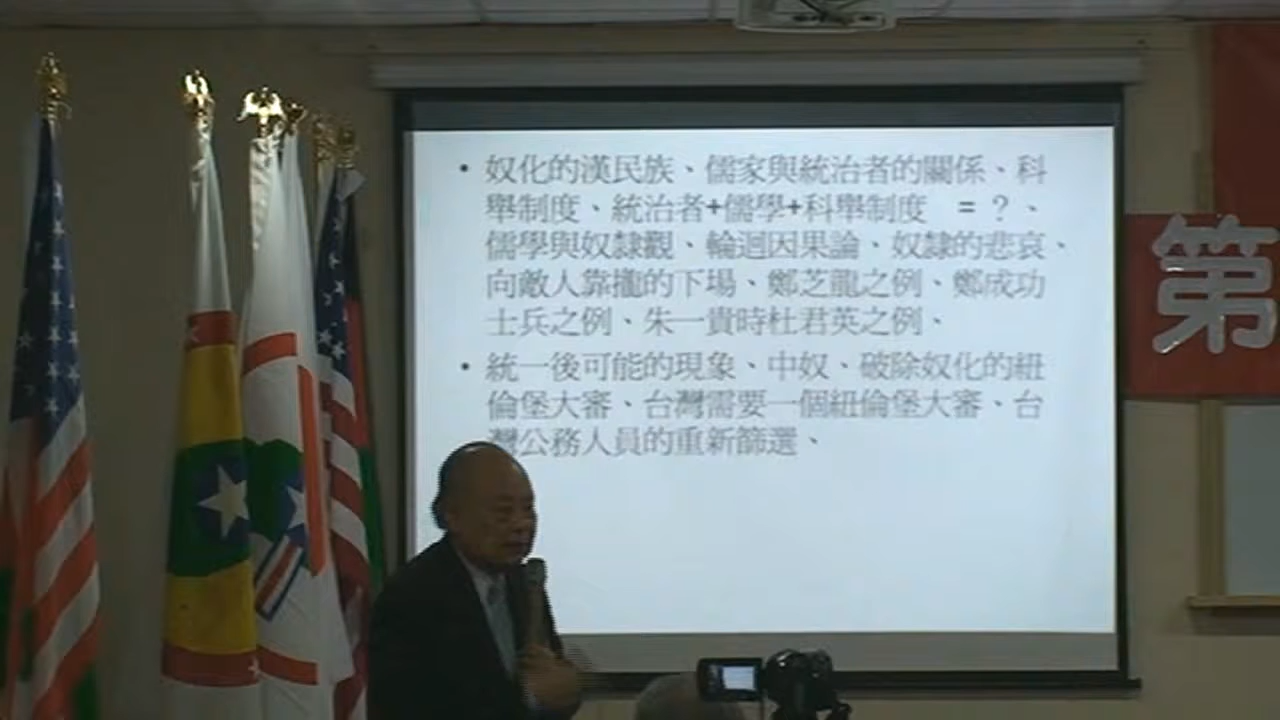 • 奴化的漢民族、儒家與統治者的關係、科
舉制度、統治者+儒學+科舉制度 = ?、
儒學與奴隸觀、輪迴因果論、奴隸的悲哀、
向敵人靠攏的下場、鄭芝龍之例、鄭成功
士兵之例、朱一貴時杜君英之例、
• 統一後可能的現象、中奴、破除奴化的紐
倫堡大審、台灣需要一個紐倫堡大審、台
灣公務人員的重新篩選、
第